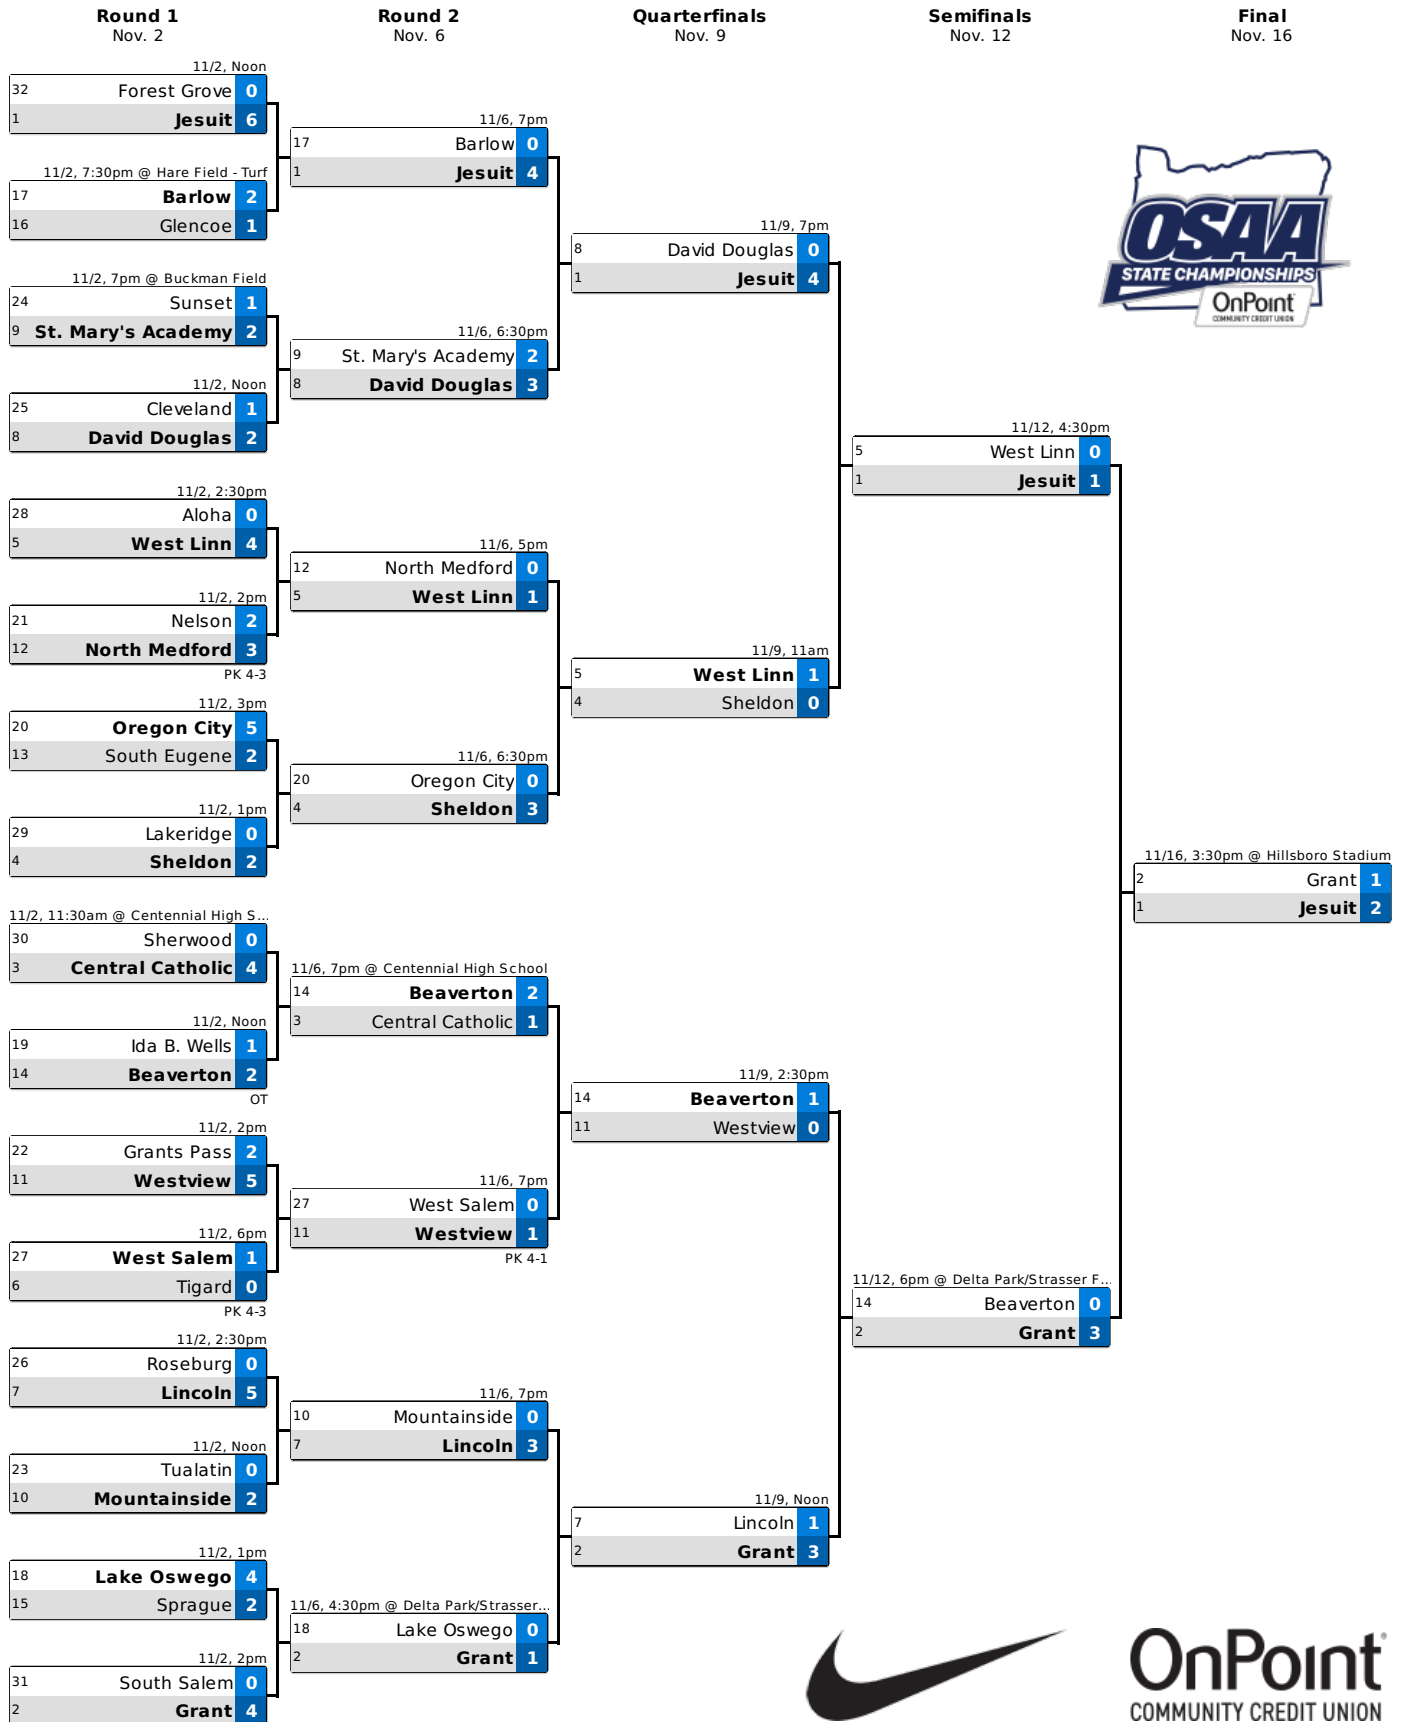 Round 1
Nov. 2
Round 2
Nov. 6
Quarterfinals
Nov. 9
Semifinals
Nov. 12
Final
Nov. 16
11/2, Noon
32 Forest Grove 0
1 Jesuit 6
11/2, 7:30pm @ Hare Field - Turf
17 Barlow 2
16 Glencoe 1
11/2, 7pm @ Buckman Field
24 Sunset 1
9 St. Mary's Academy 2
11/2, Noon
25 Cleveland 1
8 David Douglas 2
11/2, 2:30pm
28 Aloha 0
5 West Linn 4
11/2, 2pm
21 Nelson 2
12 North Medford 3
PK 4-3
11/2, 3pm
20 Oregon City 5
13 South Eugene 2
11/2, 1pm
29 Lakeridge 0
4 Sheldon 2
11/2, 11:30am @ Centennial High S...
30 Sherwood 0
3 Central Catholic 4
11/2, Noon
19 Ida B. Wells 1
14 Beaverton 2
OT
11/2, 2pm
22 Grants Pass 2
11 Westview 5
11/2, 6pm
27 West Salem 1
6 Tigard 0
PK 4-3
11/2, 2:30pm
26 Roseburg 0
7 Lincoln 5
11/2, Noon
23 Tualatin 0
10 Mountainside 2
11/2, 1pm
18 Lake Oswego 4
15 Sprague 2
11/2, 2pm
31 South Salem 0
2 Grant 4
11/6, 7pm
17 Barlow 0
1 Jesuit 4
11/6, 6:30pm
9 St. Mary's Academy 2
8 David Douglas 3
11/6, 5pm
12 North Medford 0
5 West Linn 1
11/6, 6:30pm
20 Oregon City 0
4 Sheldon 3
11/6, 7pm @ Centennial High School
14 Beaverton 2
3 Central Catholic 1
11/6, 7pm
27 West Salem 0
11 Westview 1
PK 4-1
11/6, 7pm
10 Mountainside 0
7 Lincoln 3
11/6, 4:30pm @ Delta Park/Strasser...
18 Lake Oswego 0
2 Grant 1
11/9, 7pm
8 David Douglas 0
1 Jesuit 4
11/9, 11am
5 West Linn 1
4 Sheldon 0
11/9, 2:30pm
14 Beaverton 1
11 Westview 0
11/9, Noon
7 Lincoln 1
2 Grant 3
11/12, 4:30pm
5 West Linn 0
1 Jesuit 1
11/12, 6pm @ Delta Park/Strasser F...
14 Beaverton 0
2 Grant 3
11/16, 3:30pm @ Hillsboro Stadium
2 Grant 1
1 Jesuit 2
OSAA
STATE CHAMPIONSHIPS
OnPoint
COMMUNITY CREDIT UNION
OnPoint
COMMUNITY CREDIT UNION